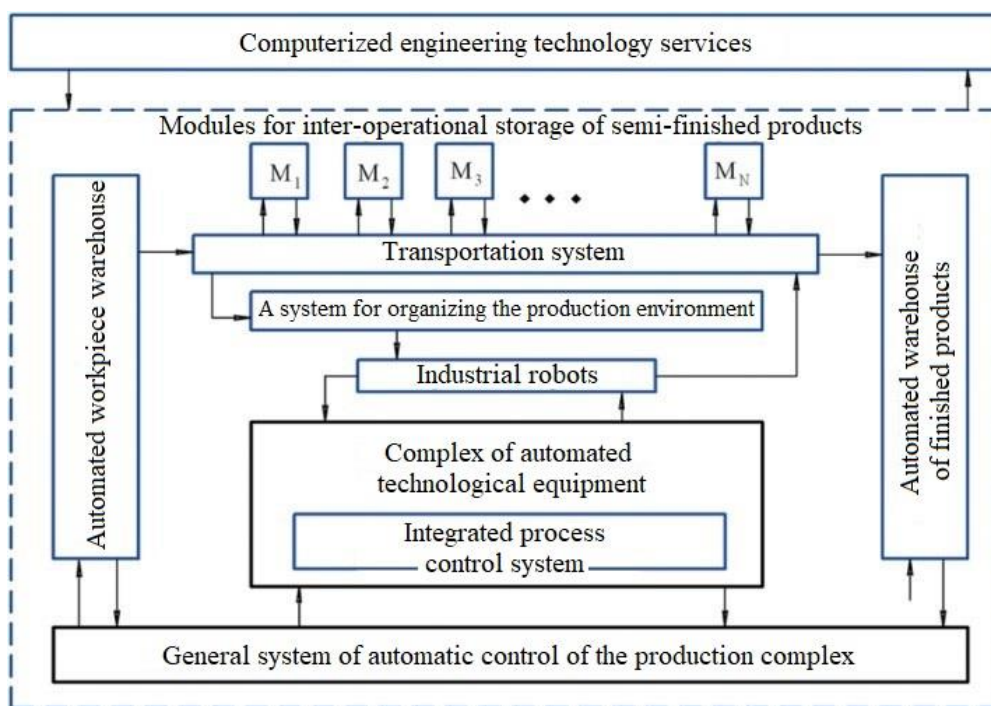 Computerized engineering technology services
Modules for inter-operational storage of semi-finished products
M1
M2
M3
MN
Transportation system
A system for organizing the production environment
Industrial robots
Automated workpiece warehouse
Complex of automated
technological equipment
Integrated process
control system
Automated warehouse
of finished products
General system of automatic control of the production complex